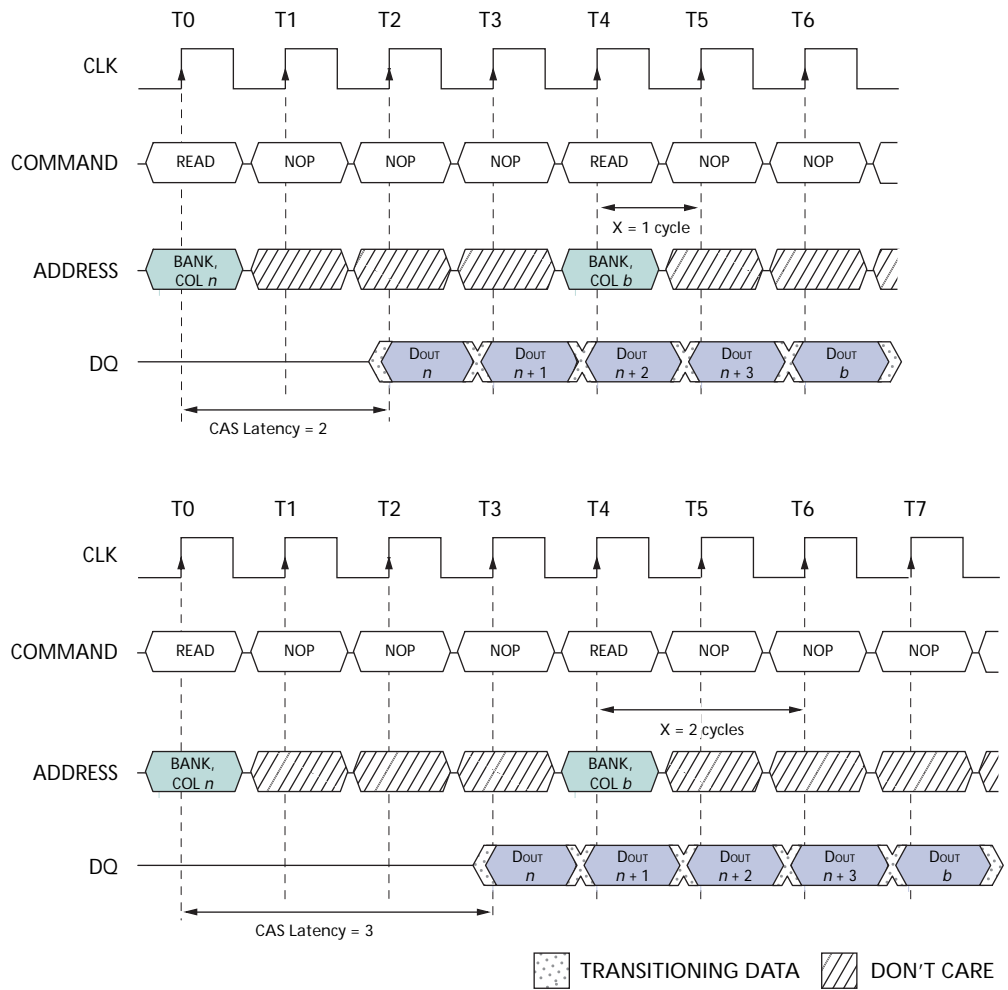 T0 T1 T2 T3 T4 T5 T6
CLK
COMMAND READ NOP NOP NOP READ NOP NOP
X = 1 cycle
ADDRESS BANK, COL n BANK, COL b
DQ DOUT n DOUT n + 1 DOUT n + 2 DOUT n + 3 DOUT b
CAS Latency = 2
T0 T1 T2 T3 T4 T5 T6 T7
CLK
COMMAND READ NOP NOP NOP READ NOP NOP NOP
X = 2 cycles
ADDRESS BANK, COL n BANK, COL b
DQ DOUT n DOUT n + 1 DOUT n + 2 DOUT n + 3 DOUT b
CAS Latency = 3
TRANSITIONING DATA DON'T CARE